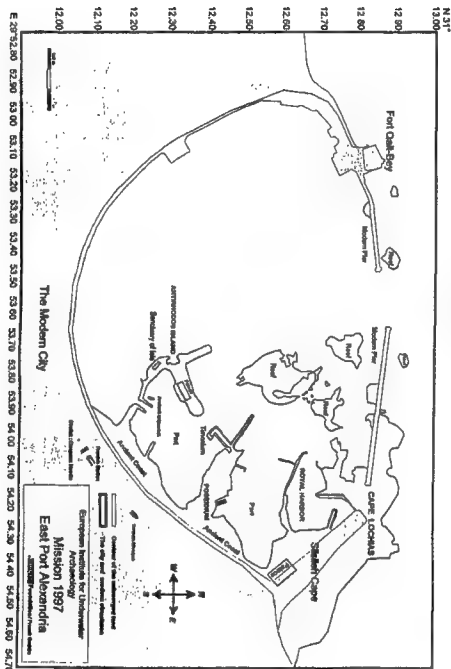 N 31°
13.00
12.90
12.80
12.70
12.60
12.50
12.40
12.30
12.20
12.10
12.00
E 29°52.80 52.90 53.00 53.10 53.20 53.30 53.40 53.50 53.60 53.70 53.80 53.90 54.00 54.10 54.20 54.30 54.40 54.50 54.60 54.70
Fort Qait-Bey
Modern Pier
Reef
Modern Pier
Reef
Reef
Reef
CAPE LOCHIAS
ROYAL HARBOR
Silsileh Cape
ANTIRRHODOS ISLAND
Sanctuary of Isis
Port
Timonium
POSEIDIUM
Port
Ancient Coast
Ancient Coast
The Modern City
N
W
E
S
European Institute for Underwater
Archaeology
Mission 1997
East Port Alexandria